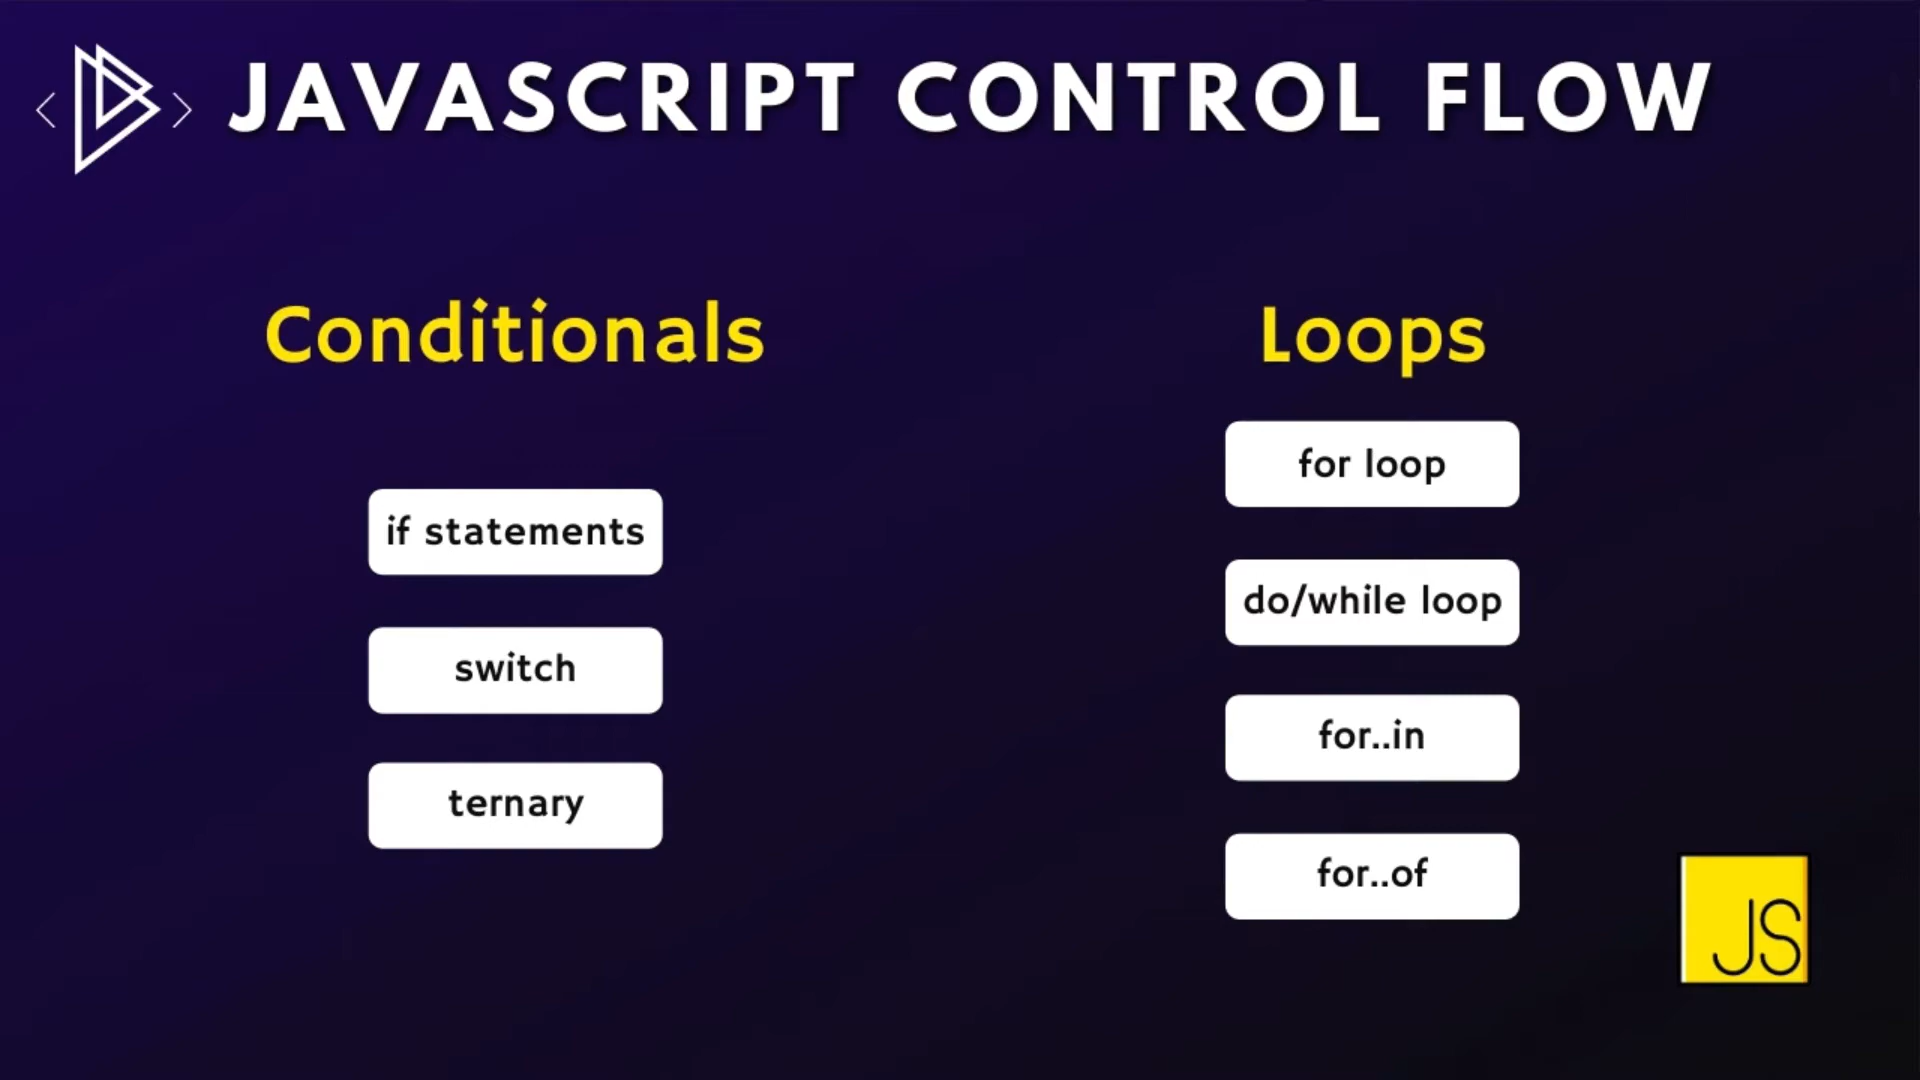 JAVASCRIPT CONTROL FLOW
Conditionals
if statements
switch
ternary
Loops
for loop
do/while loop
for..in
for..of
JS